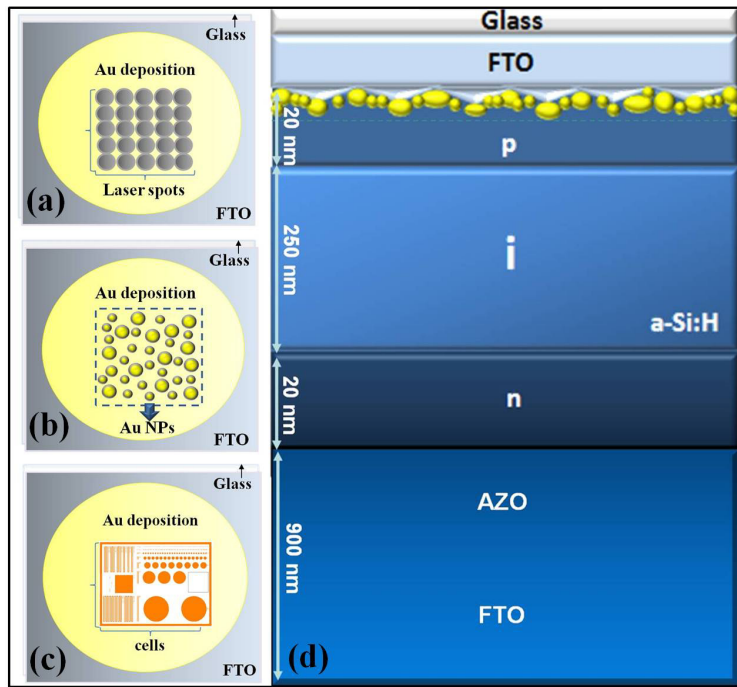 Glass
Au deposition
Laser spots
(a)
FTO
Glass
Au deposition
Au NPs
(b)
FTO
Glass
Au deposition
cells
(c)
FTO
Glass
FTO
20 nm
p
250 nm
i
a-Si:H
20 nm
n
900 nm
AZO
FTO
(d)